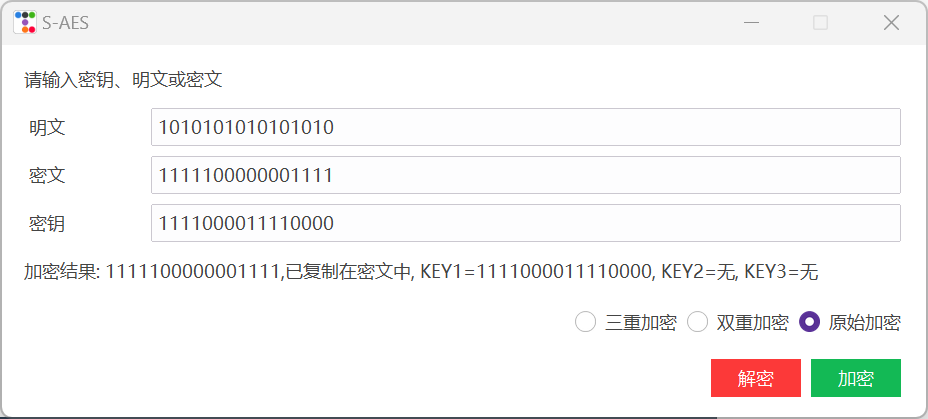 S-AES
请输入密钥、明文或密文
明文 1010101010101010
密文 1111100000001111
密钥 1111000011110000
加密结果: 1111100000001111,已复制在密文中, KEY1=1111000011110000, KEY2=无, KEY3=无
三重加密 双重加密 原始加密
解密 加密